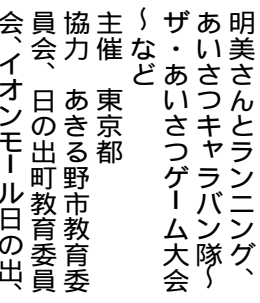 明美さんとランニング、
あいさつキャラバン隊～
ザ・あいさつゲーム大会
～など
主催　東京都
協力　あきる野市教育委
員会、日の出町教育委員
会、イオンモール日の出、